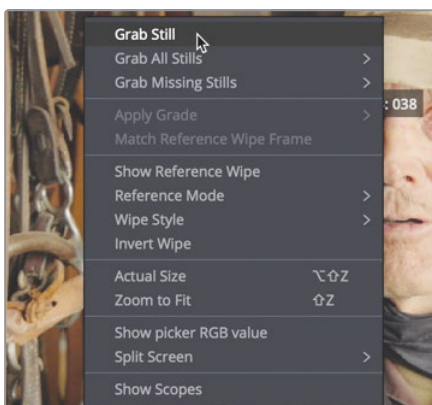 Grab Still
Grab All Stills >
Grab Missing Stills >
: 038
Apply Grade >
Match Reference Wipe Frame
Show Reference Wipe
Reference Mode >
Wipe Style >
Invert Wipe
Actual Size ⌥⇧Z
Zoom to Fit ⇧Z
Show picker RGB value
Split Screen >
Show Scopes